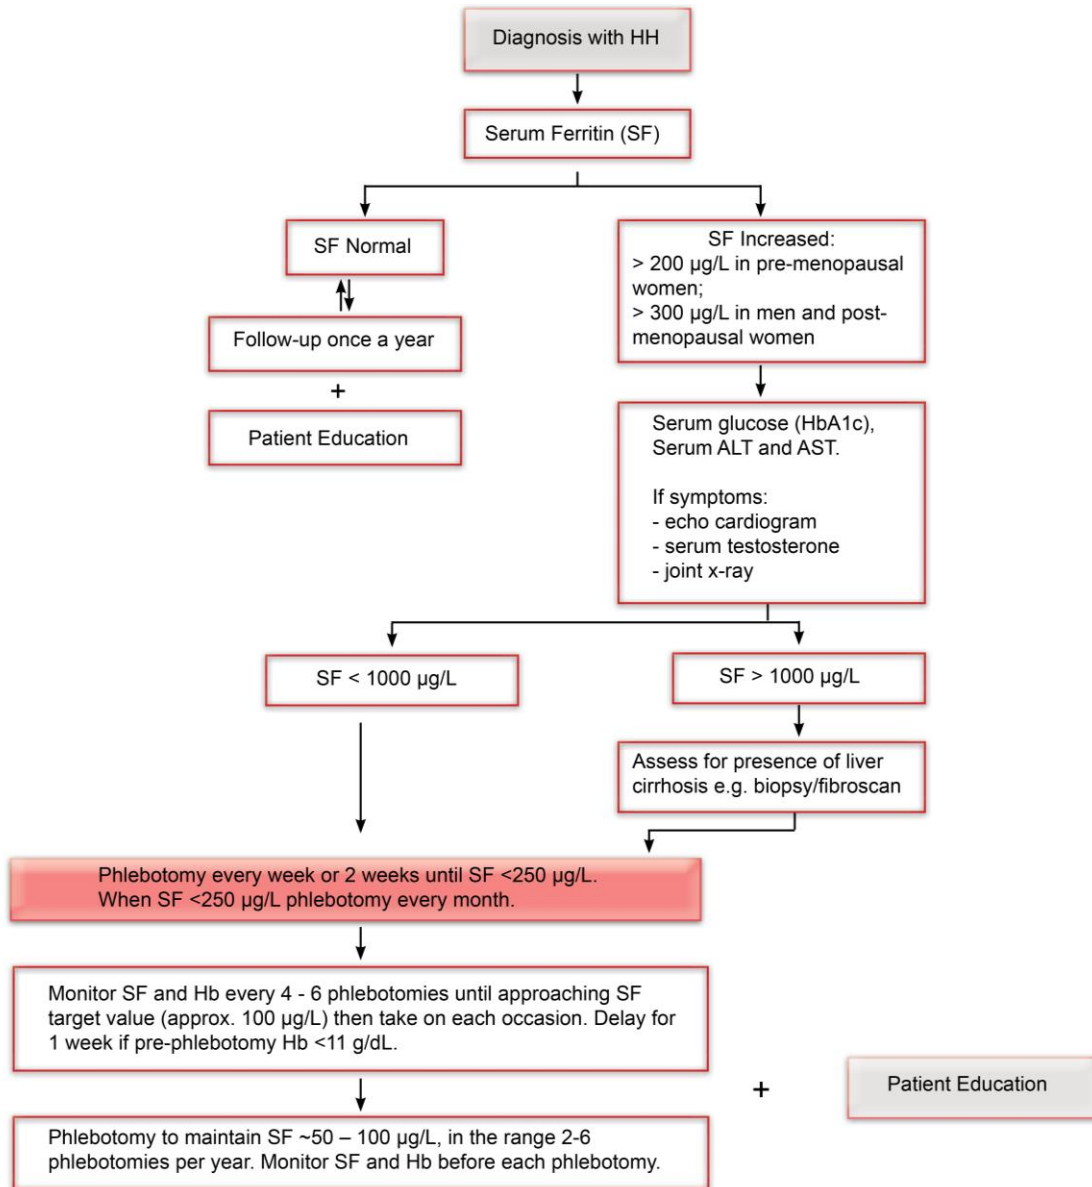 Diagnosis with HH
Serum Ferritin (SF)
SF Normal
Follow-up once a year
+
Patient Education
SF Increased:
> 200 µg/L in pre-menopausal
women;
> 300 µg/L in men and post-
menopausal women
Serum glucose (HbA1c),
Serum ALT and AST.
If symptoms:
- echo cardiogram
- serum testosterone
- joint x-ray
SF < 1000 µg/L
SF > 1000 µg/L
Assess for presence of liver
cirrhosis e.g. biopsy/fibroscan
Phlebotomy every week or 2 weeks until SF <250 µg/L.
When SF <250 µg/L phlebotomy every month.
Monitor SF and Hb every 4 - 6 phlebotomies until approaching SF
target value (approx. 100 µg/L) then take on each occasion. Delay for
1 week if pre-phlebotomy Hb <11 g/dL.
Phlebotomy to maintain SF ~50 – 100 µg/L, in the range 2-6
phlebotomies per year. Monitor SF and Hb before each phlebotomy.
+
Patient Education